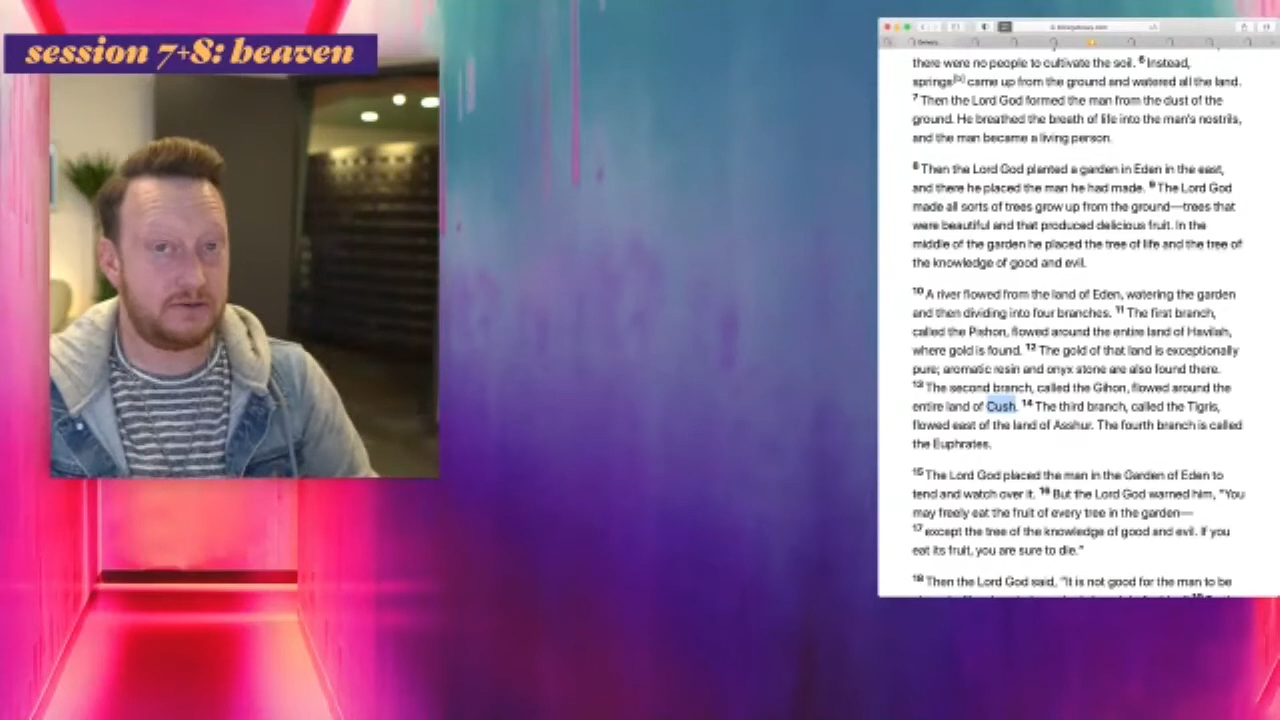 session 7+8: beaven
there were no people to cultivate the soil. 6 Instead,
springs[b] came up from the ground and watered all the land.
7 Then the Lord God formed the man from the dust of the
ground. He breathed the breath of life into the man's nostrils,
and the man became a living person.
8 Then the Lord God planted a garden in Eden in the east,
and there he placed the man he had made. 9 The Lord God
made all sorts of trees grow up from the ground—trees that
were beautiful and that produced delicious fruit. In the
middle of the garden he placed the tree of life and the tree of
the knowledge of good and evil.
10 A river flowed from the land of Eden, watering the garden
and then dividing into four branches. 11 The first branch,
called the Pishon, flowed around the entire land of Havilah,
where gold is found. 12 The gold of that land is exceptionally
pure; aromatic resin and onyx stone are also found there.
13 The second branch, called the Gihon, flowed around the
entire land of Cush. 14 The third branch, called the Tigris,
flowed east of the land of Asshur. The fourth branch is called
the Euphrates.
15 The Lord God placed the man in the Garden of Eden to
tend and watch over it. 16 But the Lord God warned him, "You
may freely eat the fruit of every tree in the garden—
17 except the tree of the knowledge of good and evil. If you
eat its fruit, you are sure to die."
18 Then the Lord God said, "It is not good for the man to be